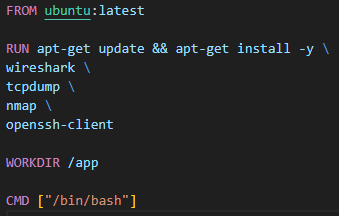 FROM ubuntu:latest
RUN apt-get update && apt-get install -y \
wireshark \
tcpdump \
nmap \
openssh-client
WORKDIR /app
CMD ["/bin/bash"]